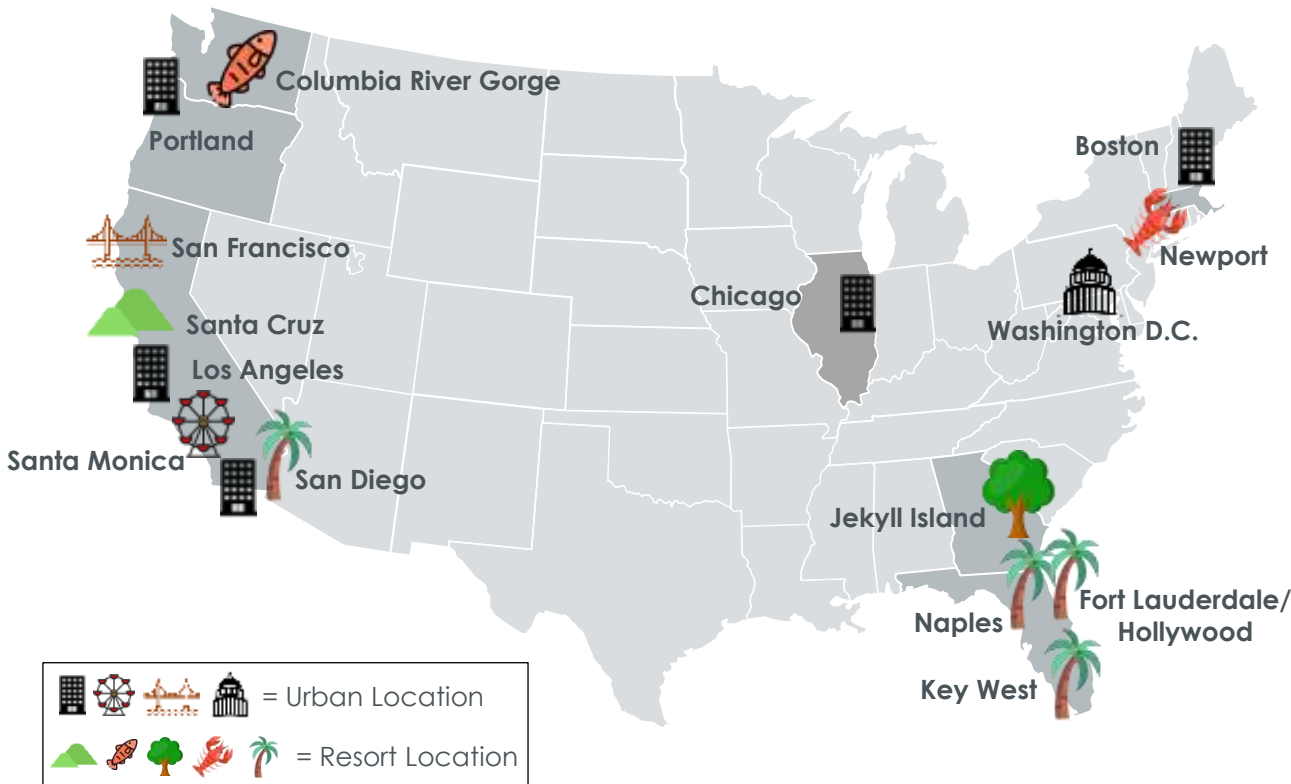 Columbia River Gorge
Portland
Boston
San Francisco
Newport
Chicago
Santa Cruz
Washington D.C.
Los Angeles
Santa Monica
San Diego
Jekyll Island
Fort Lauderdale/
Hollywood
Naples
Key West
= Urban Location
= Resort Location